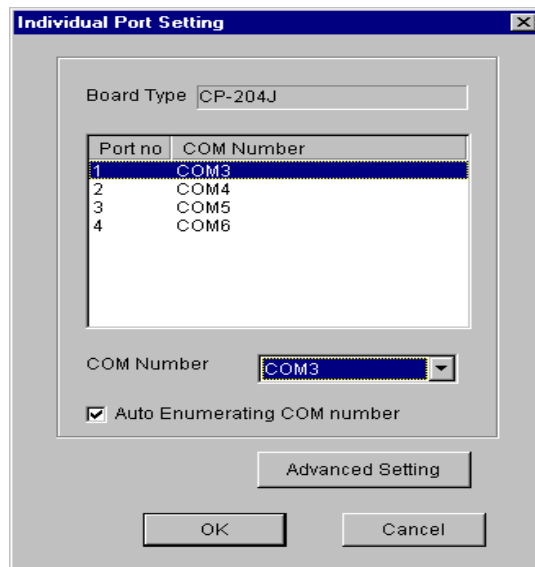 Individual Port Setting
Board Type CP-204J
Port no COM Number
1 COM3
2 COM4
3 COM5
4 COM6
COM Number COM3
Auto Enumerating COM number
Advanced Setting
OK Cancel